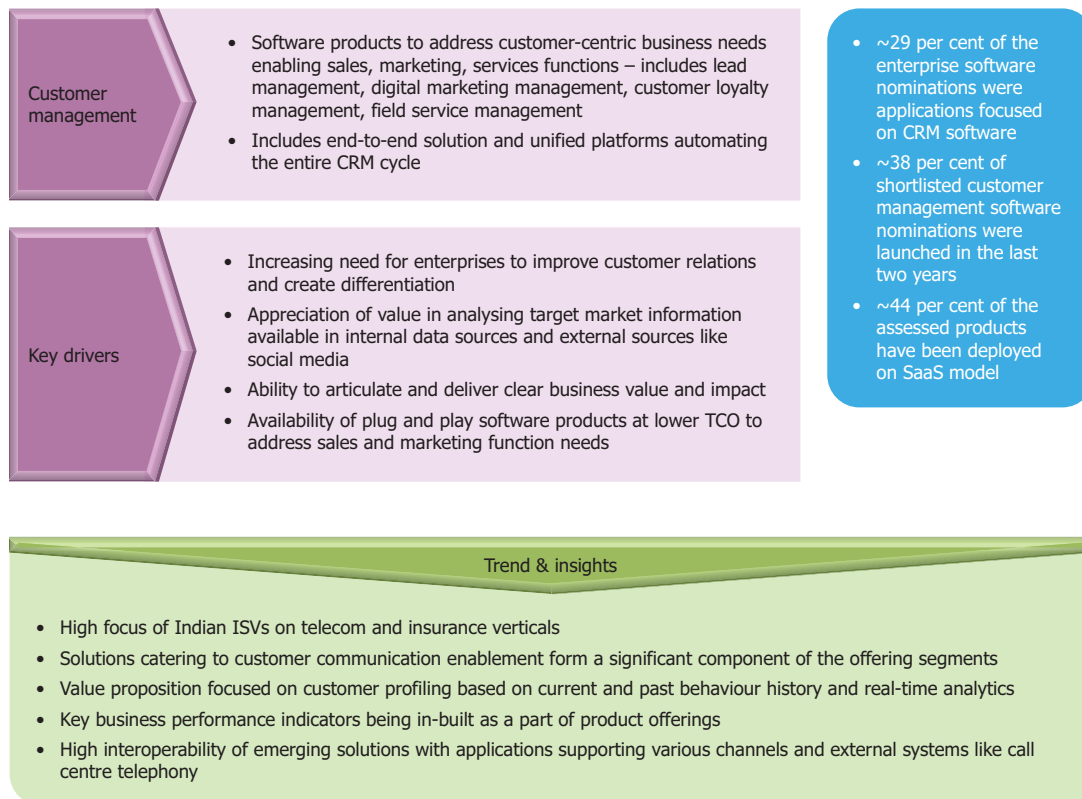 Customer
management
• Software products to address customer-centric business needs
enabling sales, marketing, services functions – includes lead
management, digital marketing management, customer loyalty
management, field service management
• Includes end-to-end solution and unified platforms automating
the entire CRM cycle
Key drivers
• Increasing need for enterprises to improve customer relations
and create differentiation
• Appreciation of value in analysing target market information
available in internal data sources and external sources like
social media
• Ability to articulate and deliver clear business value and impact
• Availability of plug and play software products at lower TCO to
address sales and marketing function needs
• ~29 per cent of the
enterprise software
nominations were
applications focused
on CRM software
• ~38 per cent of
shortlisted customer
management software
nominations were
launched in the last
two years
• ~44 per cent of the
assessed products
have been deployed
on SaaS model
Trend & insights
• High focus of Indian ISVs on telecom and insurance verticals
• Solutions catering to customer communication enablement form a significant component of the offering segments
• Value proposition focused on customer profiling based on current and past behaviour history and real-time analytics
• Key business performance indicators being in-built as a part of product offerings
• High interoperability of emerging solutions with applications supporting various channels and external systems like call
centre telephony